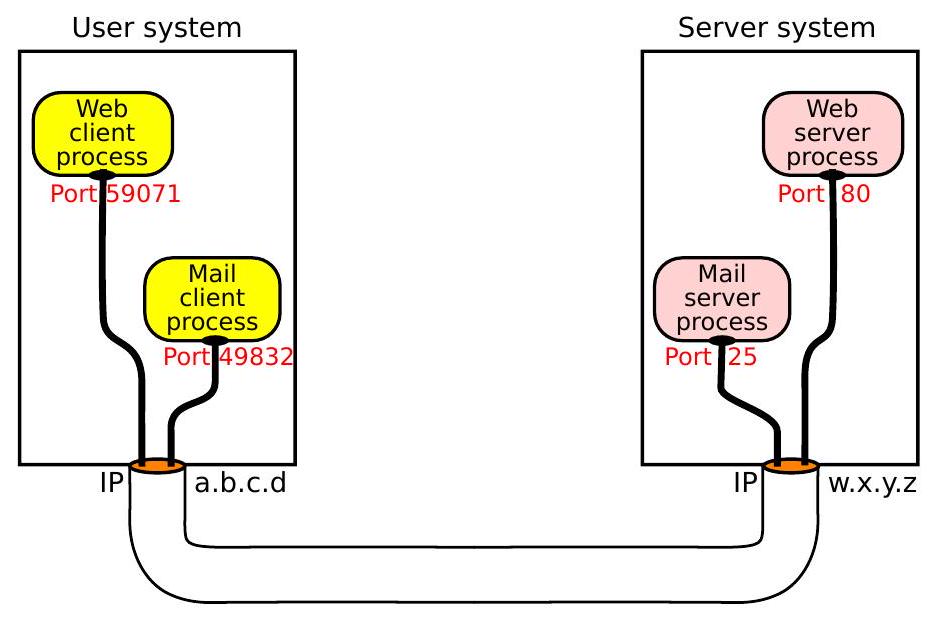 User system
Server system
Web
client
process
Port 59071
Mail
client
process
Port 49832
IP
a.b.c.d
Web
server
process
Port 80
Mail
server
process
Port 25
IP
w.x.y.z